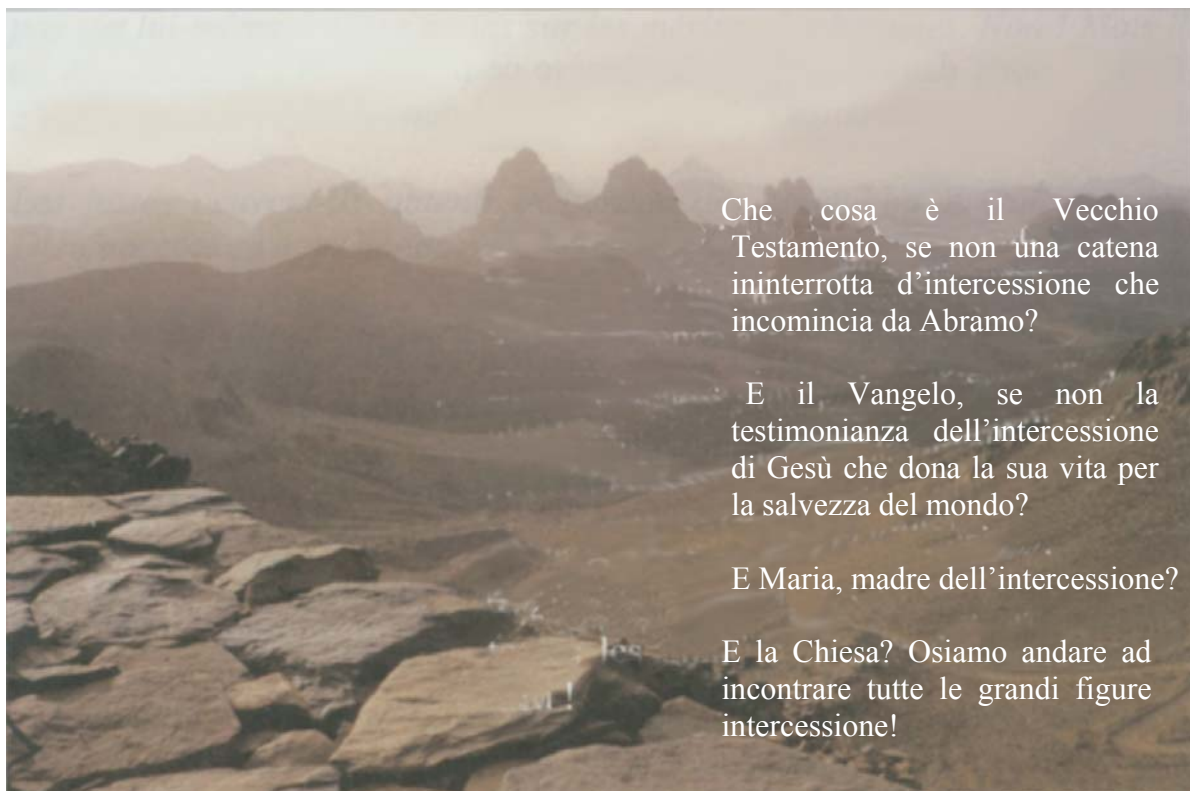 Che cosa è il Vecchio
Testamento, se non una catena
ininterrotta d’intercessione che
incomincia da Abramo?
E il Vangelo, se non la
testimonianza dell’intercessione
di Gesù che dona la sua vita per
la salvezza del mondo?
E Maria, madre dell’intercessione?
E la Chiesa? Osiamo andare ad
incontrare tutte le grandi figure
intercessione!